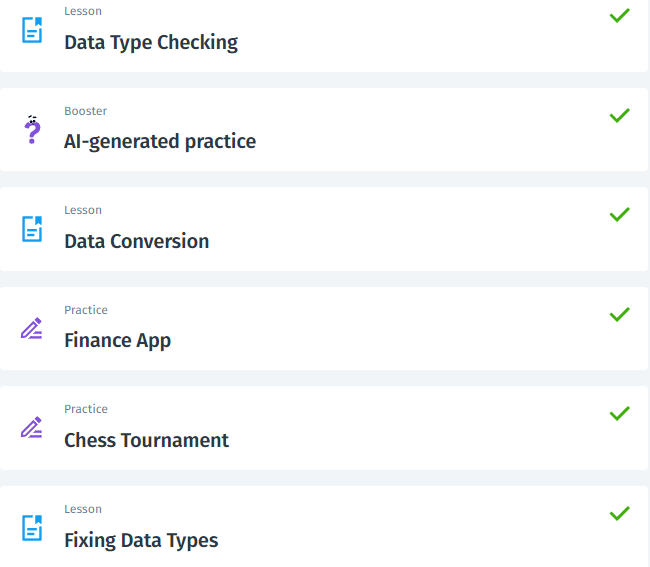 Lesson
Data Type Checking
Booster
AI-generated practice
Lesson
Data Conversion
Practice
Finance App
Practice
Chess Tournament
Lesson
Fixing Data Types